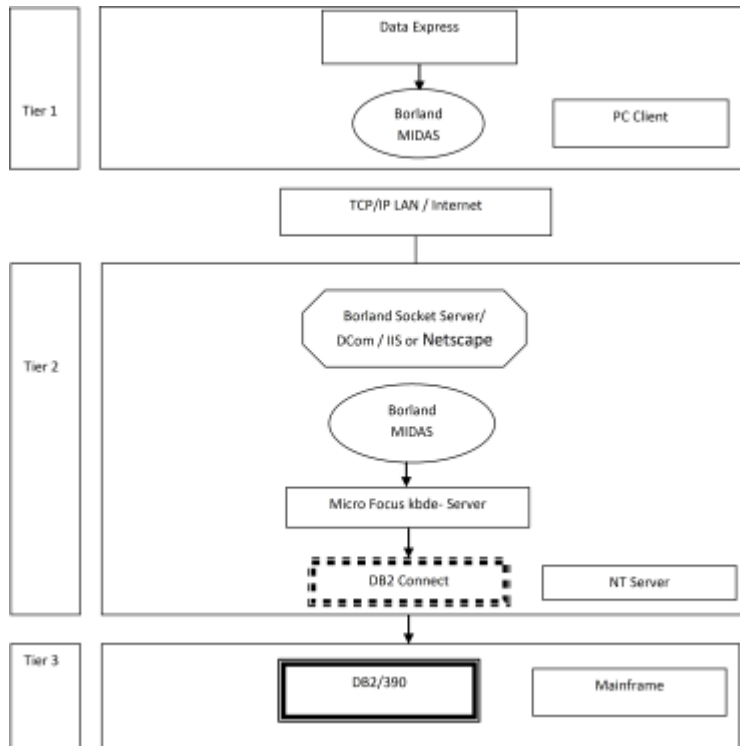 Data Express
Tier 1
Borland
MIDAS
PC Client
TCP/IP LAN / Internet
Borland Socket Server/
DCom / IIS or Netscape
Tier 2
Borland
MIDAS
Micro Focus kbde- Server
DB2 Connect
NT Server
Tier 3
DB2/390
Mainframe